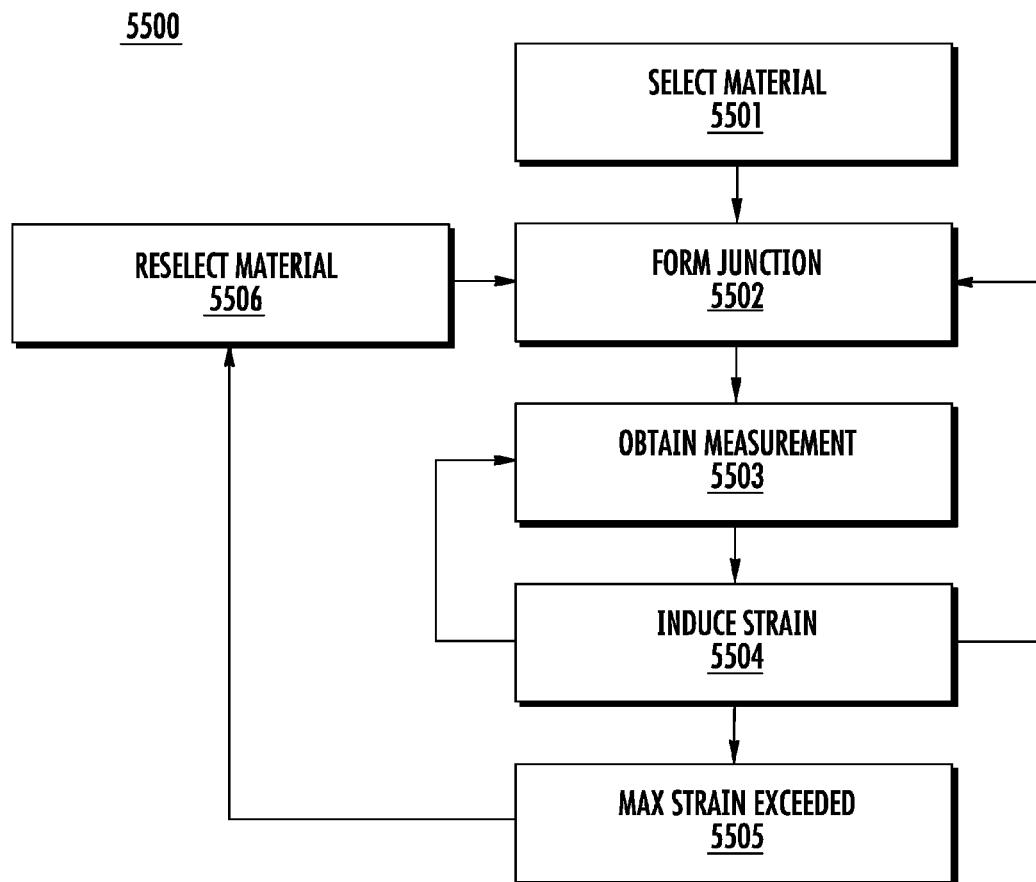 5500
SELECT MATERIAL
5501
RESELECT MATERIAL
5506
FORM JUNCTION
5502
OBTAIN MEASUREMENT
5503
INDUCE STRAIN
5504
MAX STRAIN EXCEEDED
5505